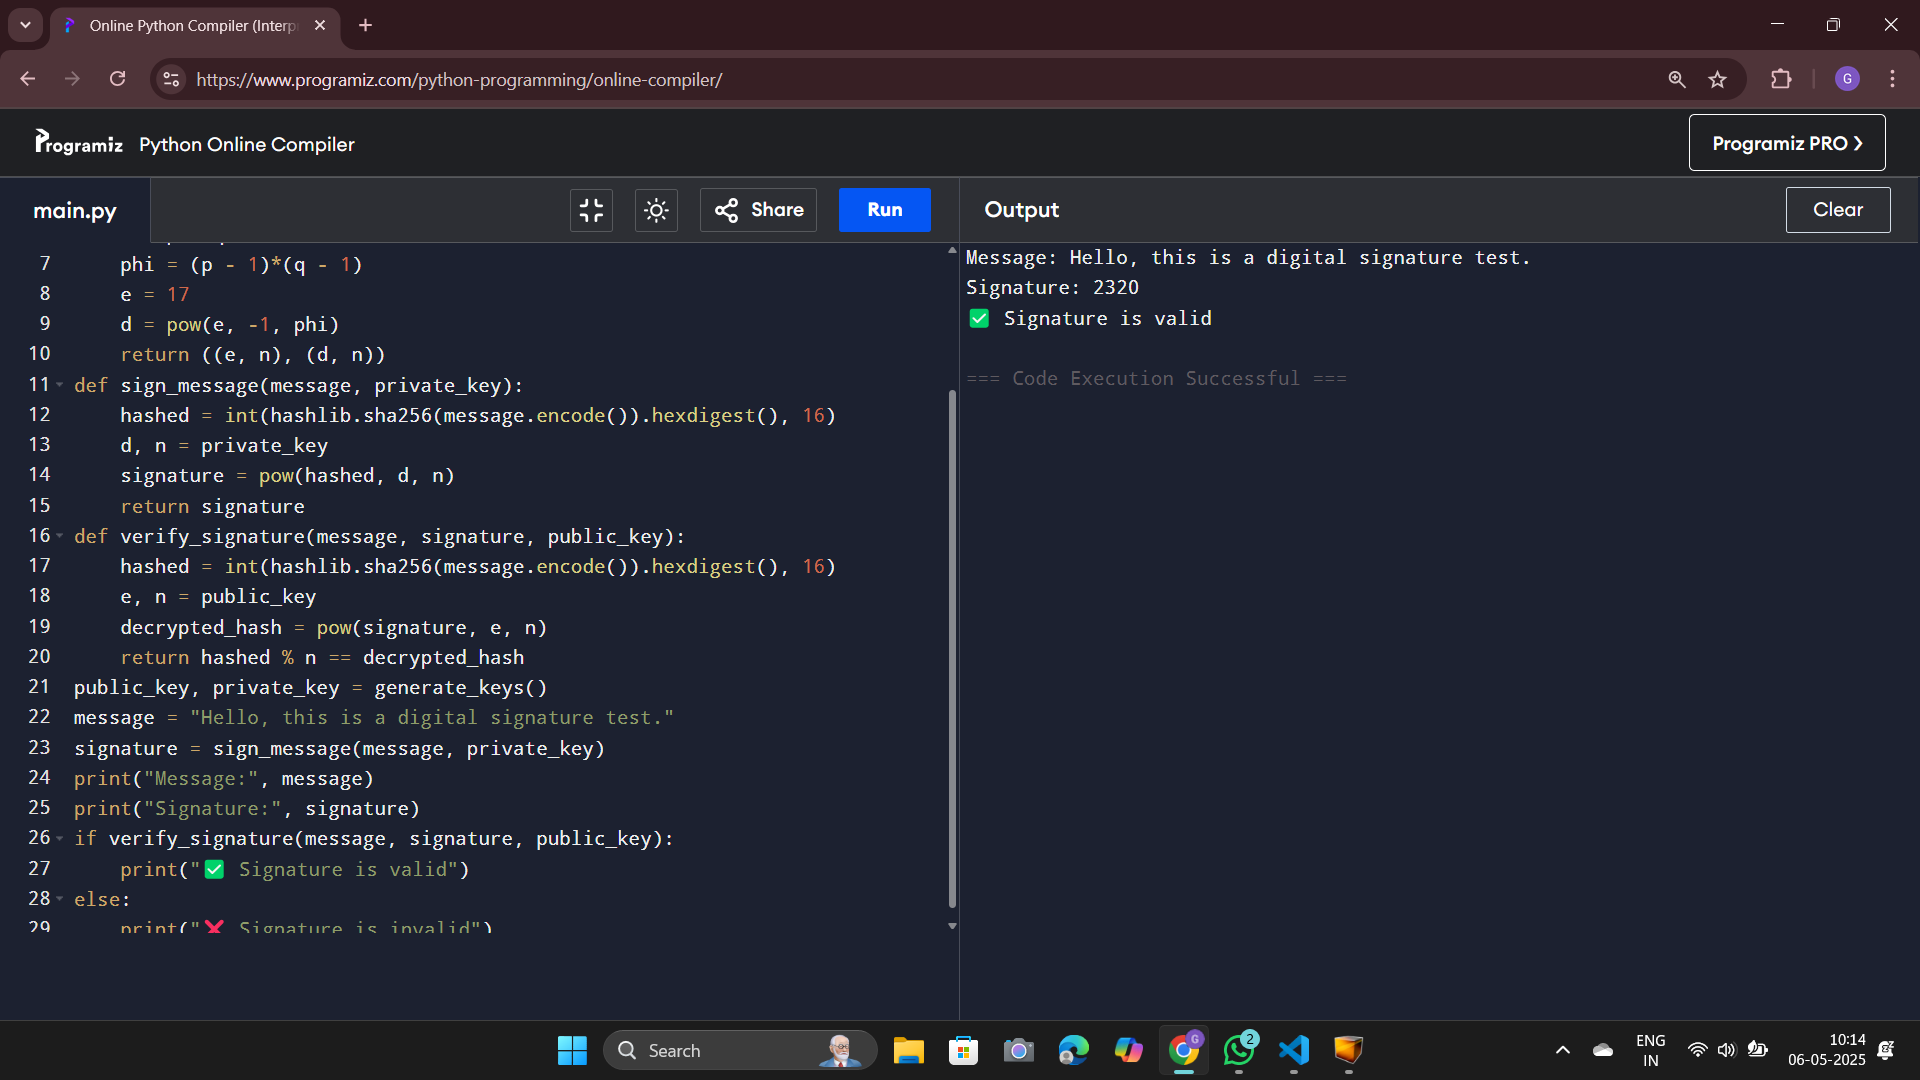 Online Python Compiler (Interp
https://www.programiz.com/python-programming/online-compiler/
G
Programiz Python Online Compiler
Programiz PRO ❯
main.py
Share
Run
Output
Clear
7 phi = (p - 1)*(q - 1)
8 e = 17
9 d = pow(e, -1, phi)
10 return ((e, n), (d, n))
11 def sign_message(message, private_key):
12 hashed = int(hashlib.sha256(message.encode()).hexdigest(), 16)
13 d, n = private_key
14 signature = pow(hashed, d, n)
15 return signature
16 def verify_signature(message, signature, public_key):
17 hashed = int(hashlib.sha256(message.encode()).hexdigest(), 16)
18 e, n = public_key
19 decrypted_hash = pow(signature, e, n)
20 return hashed % n == decrypted_hash
21 public_key, private_key = generate_keys()
22 message = "Hello, this is a digital signature test."
23 signature = sign_message(message, private_key)
24 print("Message:", message)
25 print("Signature:", signature)
26 if verify_signature(message, signature, public_key):
27 print("✅ Signature is valid")
28 else:
29 print("❌ Signature is invalid")
Message: Hello, this is a digital signature test.
Signature: 2320
✅ Signature is valid
=== Code Execution Successful ===
Search
G
2
ENG
IN
10:14
06-05-2025